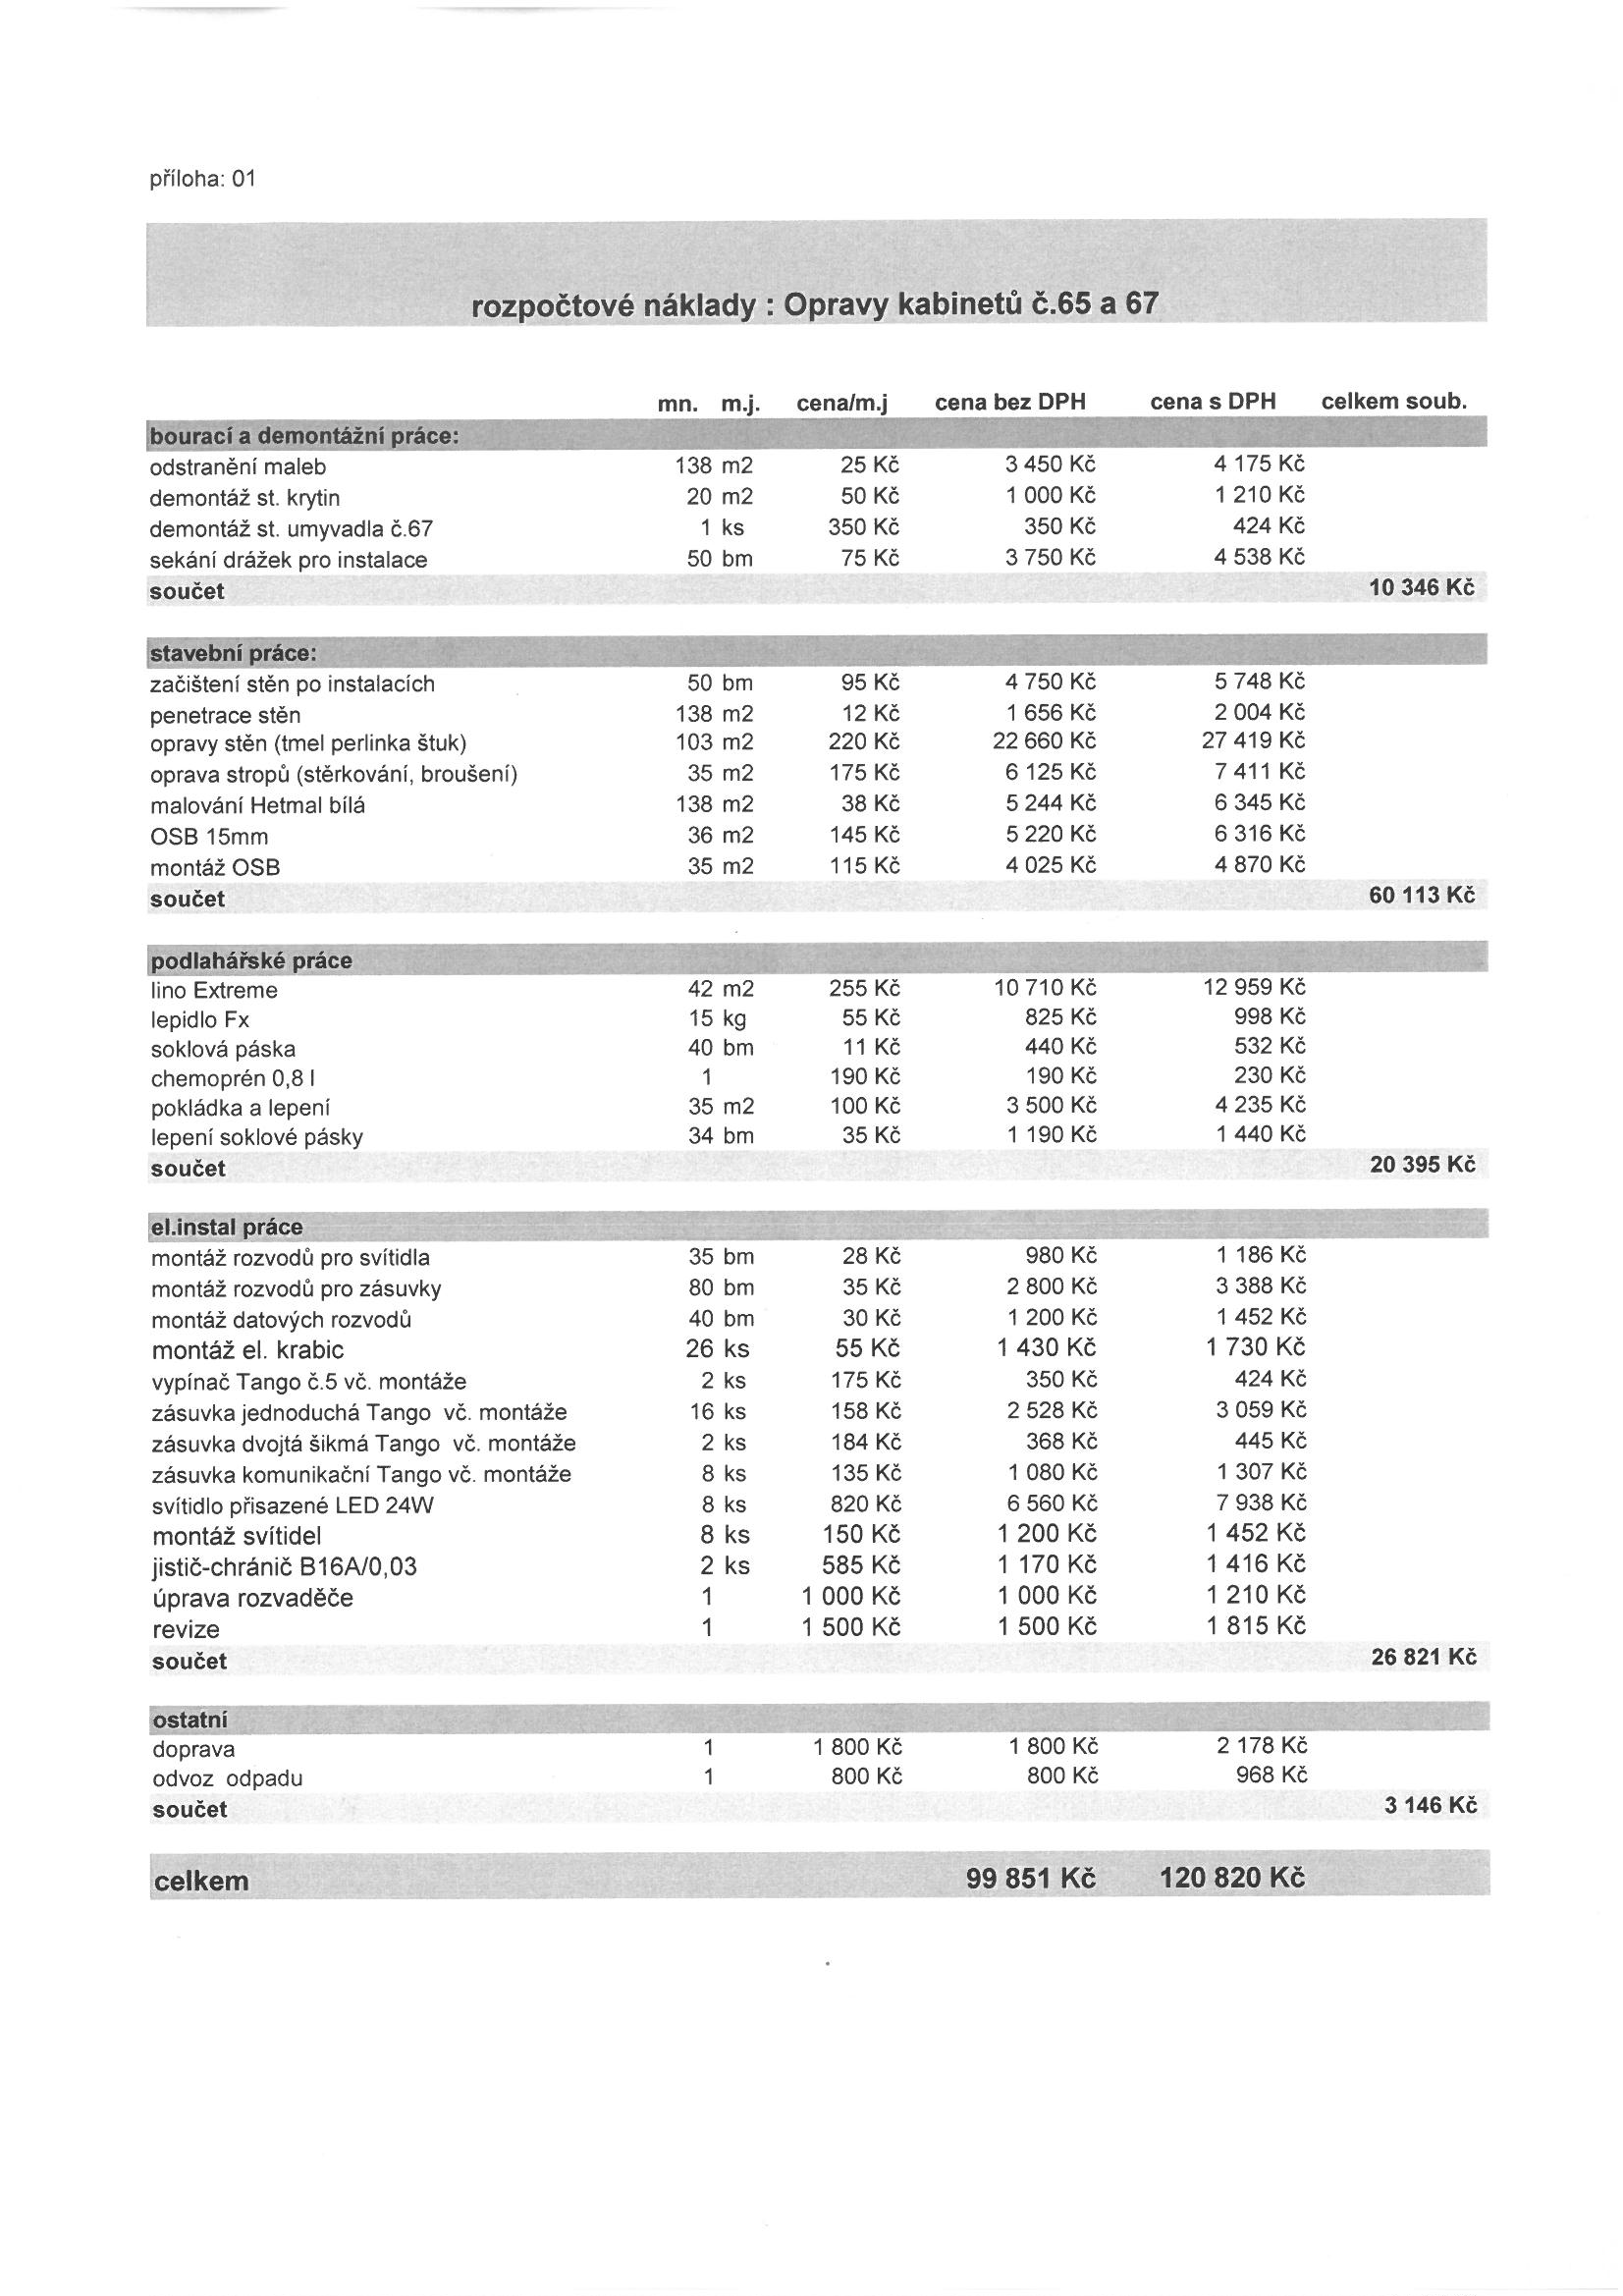 příloha: 01
rozpočtové náklady : Opravy kabinetů č.65 a 67
mn. m.j. cena/m.j cena bez DPH cena s DPH celkem soub.
bourací a demontážní práce:
odstranění maleb 138 m2 25 Kč 3 450 Kč 4 175 Kč
demontáž st. krytin 20 m2 50 Kč 1 000 Kč 1 210 Kč
demontáž st. umyvadla č.67 1 ks 350 Kč 350 Kč 424 Kč
sekání drážek pro instalace 50 bm 75 Kč 3 750 Kč 4 538 Kč
součet 10 346 Kč
stavební práce:
začištení stěn po instalacích 50 bm 95 Kč 4 750 Kč 5 748 Kč
penetrace stěn 138 m2 12 Kč 1 656 Kč 2 004 Kč
opravy stěn (tmel perlinka štuk) 103 m2 220 Kč 22 660 Kč 27 419 Kč
oprava stropů (stěrkování, broušení) 35 m2 175 Kč 6 125 Kč 7 411 Kč
malování Hetmal bílá 138 m2 38 Kč 5 244 Kč 6 345 Kč
OSB 15mm 36 m2 145 Kč 5 220 Kč 6 316 Kč
montáž OSB 35 m2 115 Kč 4 025 Kč 4 870 Kč
součet 60 113 Kč
podlahářské práce
lino Extreme 42 m2 255 Kč 10 710 Kč 12 959 Kč
lepidlo Fx 15 kg 55 Kč 825 Kč 998 Kč
soklová páska 40 bm 11 Kč 440 Kč 532 Kč
chemoprén 0,8 l 1 190 Kč 190 Kč 230 Kč
pokládka a lepení 35 m2 100 Kč 3 500 Kč 4 235 Kč
lepení soklové pásky 34 bm 35 Kč 1 190 Kč 1 440 Kč
součet 20 395 Kč
el.instal práce
montáž rozvodů pro svítidla 35 bm 28 Kč 980 Kč 1 186 Kč
montáž rozvodů pro zásuvky 80 bm 35 Kč 2 800 Kč 3 388 Kč
montáž datových rozvodů 40 bm 30 Kč 1 200 Kč 1 452 Kč
montáž el. krabic 26 ks 55 Kč 1 430 Kč 1 730 Kč
vypínač Tango č.5 vč. montáže 2 ks 175 Kč 350 Kč 424 Kč
zásuvka jednoduchá Tango vč. montáže 16 ks 158 Kč 2 528 Kč 3 059 Kč
zásuvka dvojtá šikmá Tango vč. montáže 2 ks 184 Kč 368 Kč 445 Kč
zásuvka komunikační Tango vč. montáže 8 ks 135 Kč 1 080 Kč 1 307 Kč
svítidlo přisazené LED 24W 8 ks 820 Kč 6 560 Kč 7 938 Kč
montáž svítidel 8 ks 150 Kč 1 200 Kč 1 452 Kč
jistič-chránič B16A/0,03 2 ks 585 Kč 1 170 Kč 1 416 Kč
úprava rozvaděče 1 1 000 Kč 1 000 Kč 1 210 Kč
revize 1 1 500 Kč 1 500 Kč 1 815 Kč
součet 26 821 Kč
ostatní
doprava 1 1 800 Kč 1 800 Kč 2 178 Kč
odvoz odpadu 1 800 Kč 800 Kč 968 Kč
součet 3 146 Kč
celkem 99 851 Kč 120 820 Kč